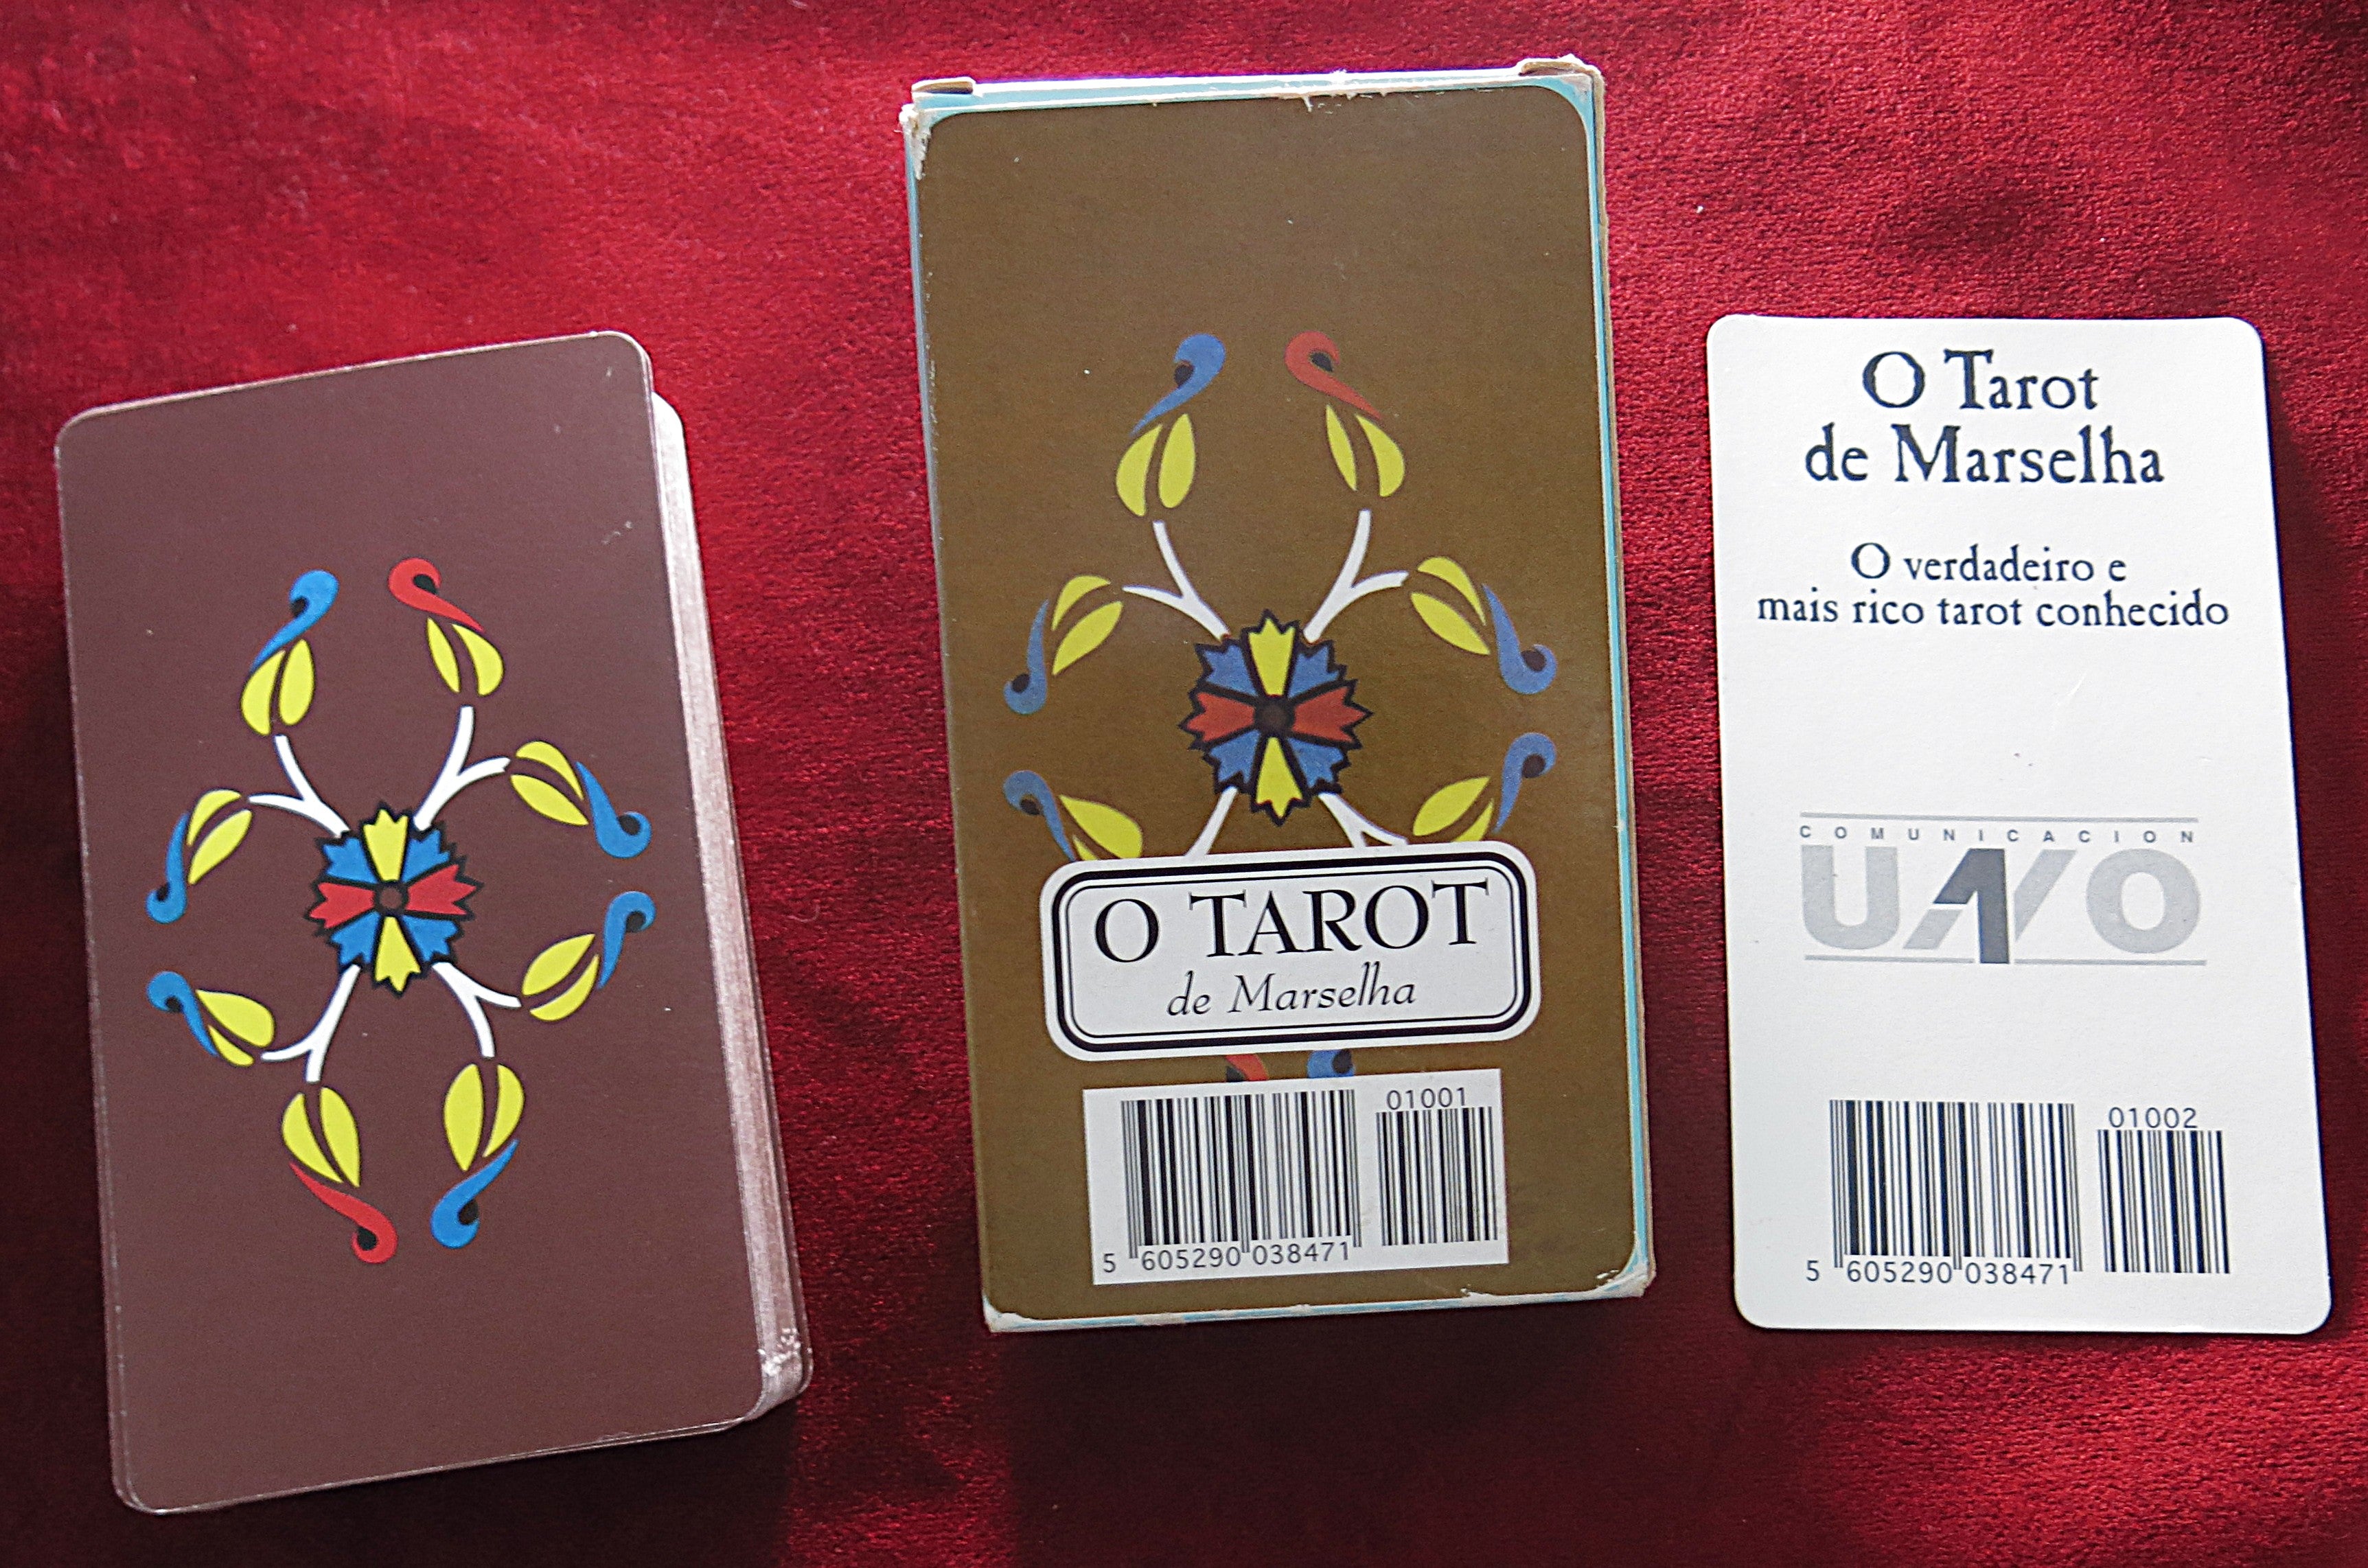 O TAROT
de Marselha
01001
5 605290 038471
O Tarot
de Marselha
O verdadeiro e
mais rico tarot conhecido
COMUNICACION
UNO
01002
5 605290 038471